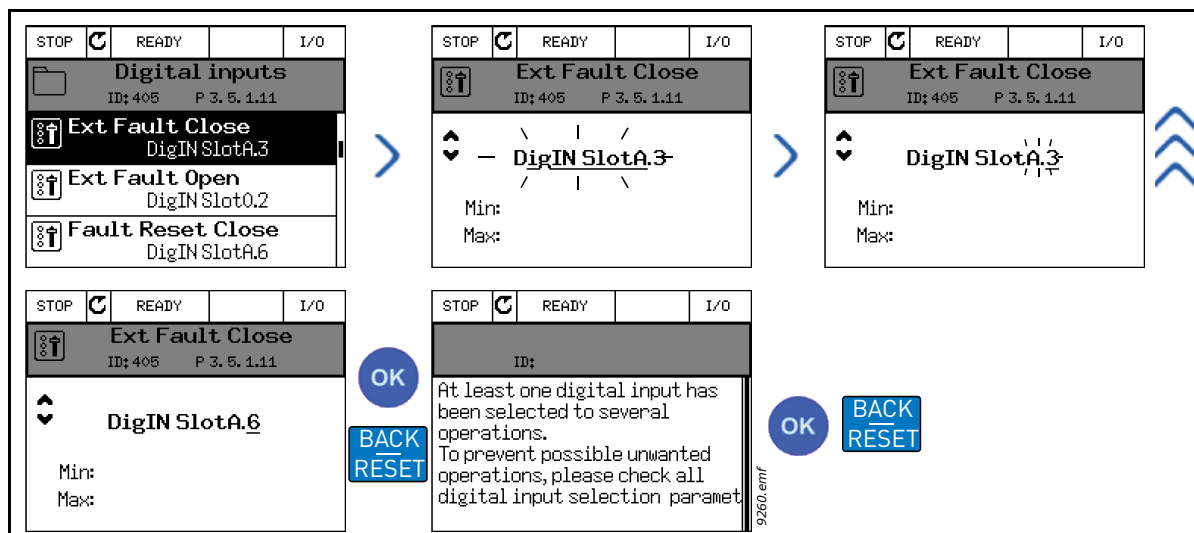 STOP READY I/O
Digital inputs
ID: 405 P 3. 5. 1.11
Ext Fault Close
DigIN SlotA.3
Ext Fault Open
DigIN Slot0.2
Fault Reset Close
DigIN SlotA.6
STOP READY I/O
Ext Fault Close
ID: 405 P 3. 5. 1.11
DigIN SlotA.3
Min:
Max:
STOP READY I/O
Ext Fault Close
ID: 405 P 3. 5. 1.11
DigIN SlotA.3
Min:
Max:
STOP READY I/O
Ext Fault Close
ID: 405 P 3. 5. 1.11
DigIN SlotA.6
Min:
Max:
OK
BACK
RESET
STOP READY I/O
ID:
At least one digital input has
been selected to several
operations.
To prevent possible unwanted
operations, please check all
digital input selection paramet
OK
BACK
RESET
9260.emf